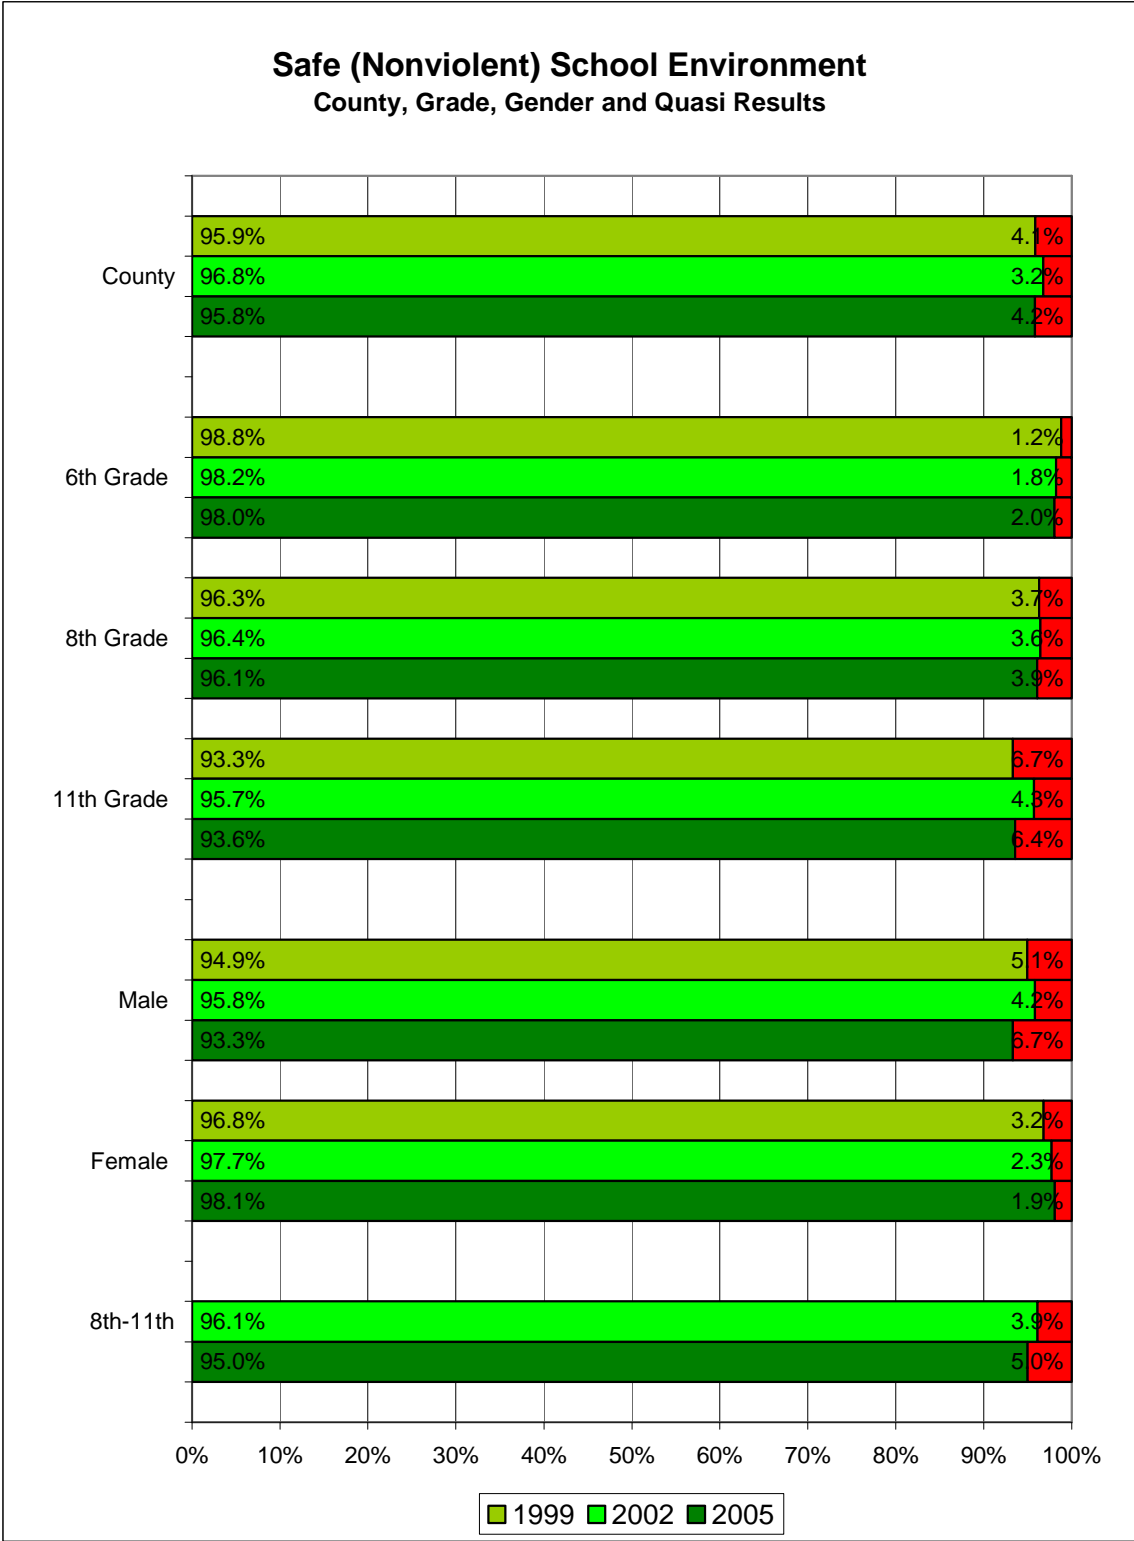 Safe (Nonviolent) School Environment
County, Grade, Gender and Quasi Results
95.9% 4.1%
County 96.8% 3.2%
95.8% 4.2%
98.8% 1.2%
6th Grade 98.2% 1.8%
98.0% 2.0%
96.3% 3.7%
8th Grade 96.4% 3.6%
96.1% 3.9%
93.3% 6.7%
11th Grade 95.7% 4.3%
93.6% 6.4%
94.9% 5.1%
Male 95.8% 4.2%
93.3% 6.7%
96.8% 3.2%
Female 97.7% 2.3%
98.1% 1.9%
8th-11th 96.1% 3.9%
95.0% 5.0%
0% 10% 20% 30% 40% 50% 60% 70% 80% 90% 100%
1999 2002 2005